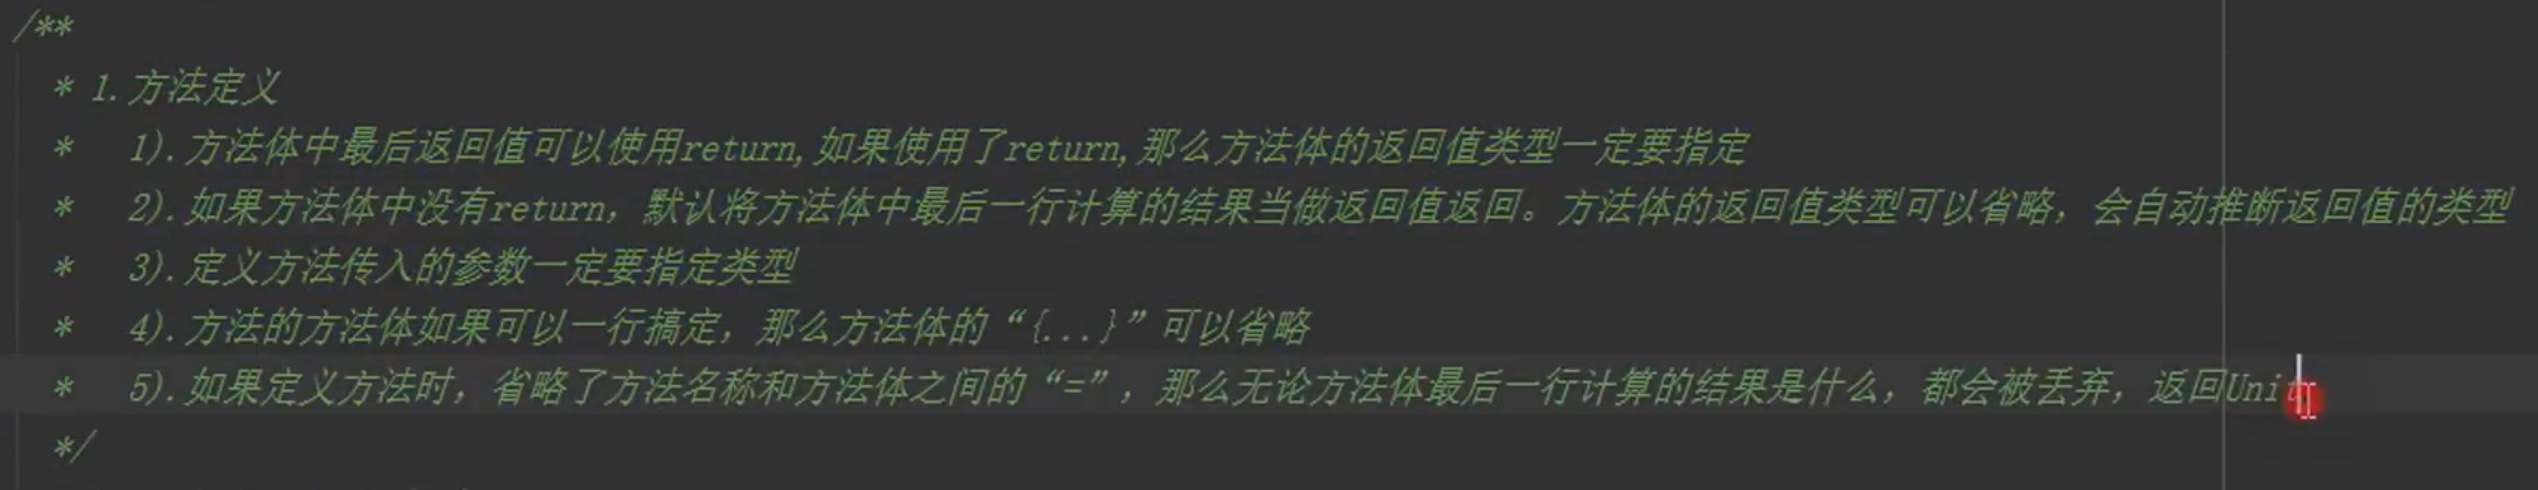 /**
* 1.方法定义
* 1).方法体中最后返回值可以使用return,如果使用了return,那么方法体的返回值类型一定要指定
* 2).如果方法体中没有return，默认将方法体中最后一行计算的结果当做返回值返回。方法体的返回值类型可以省略，会自动推断返回值的类型
* 3).定义方法传入的参数一定要指定类型
* 4).方法的方法体如果可以一行搞定，那么方法体的“{...}”可以省略
* 5).如果定义方法时，省略了方法名称和方法体之间的“=”，那么无论方法体最后一行计算的结果是什么，都会被丢弃，返回Unit
*/